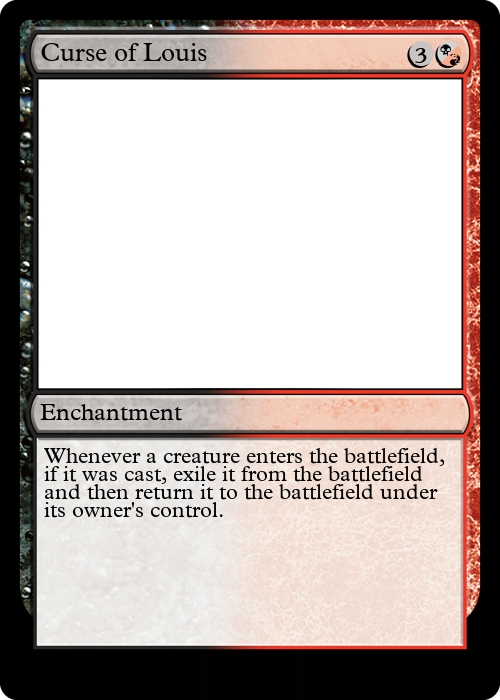 Curse of Louis 3
Enchantment
Whenever a creature enters the battlefield,
if it was cast, exile it from the battlefield
and then return it to the battlefield under
its owner's control.